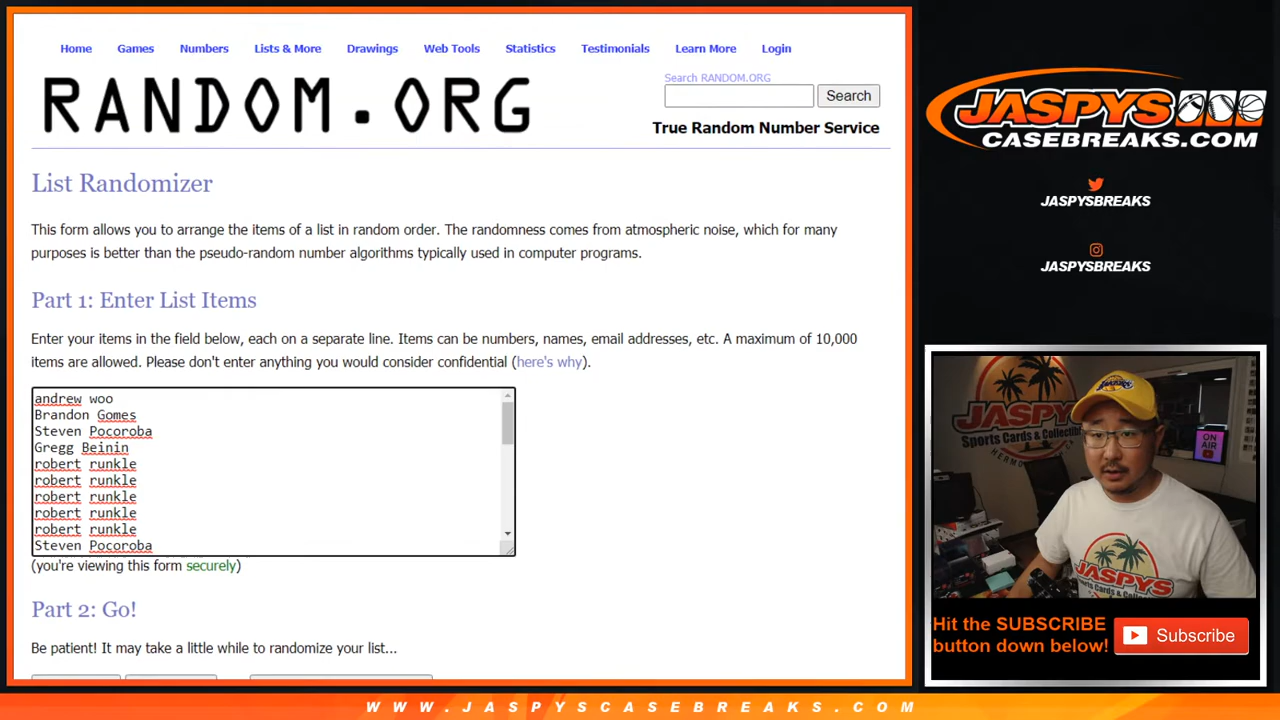 Home Games Numbers Lists & More Drawings Web Tools Statistics Testimonials Learn More Login
RANDOM.ORG
Search RANDOM.ORG
Search
True Random Number Service
List Randomizer
This form allows you to arrange the items of a list in random order. The randomness comes from atmospheric noise, which for many
purposes is better than the pseudo-random number algorithms typically used in computer programs.
Part 1: Enter List Items
Enter your items in the field below, each on a separate line. Items can be numbers, names, email addresses, etc. A maximum of 10,000
items are allowed. Please don't enter anything you would consider confidential (here's why).
andrew woo
Brandon Gomes
Steven Pocoroba
Gregg Beinin
robert runkle
robert runkle
robert runkle
robert runkle
robert runkle
Steven Pocoroba
(you're viewing this form securely)
Part 2: Go!
Be patient! It may take a little while to randomize your list...
JASPYS
CASEBREAKS.COM
JASPYSBREAKS
JASPYSBREAKS
JASPYS
Sports Cards & Collectibl
HERMO
ON
AIR
JASPYS
Hit the SUBSCRIBE
button down below!
Subscribe
WWW.JASPYSCASEBREAKS.COM